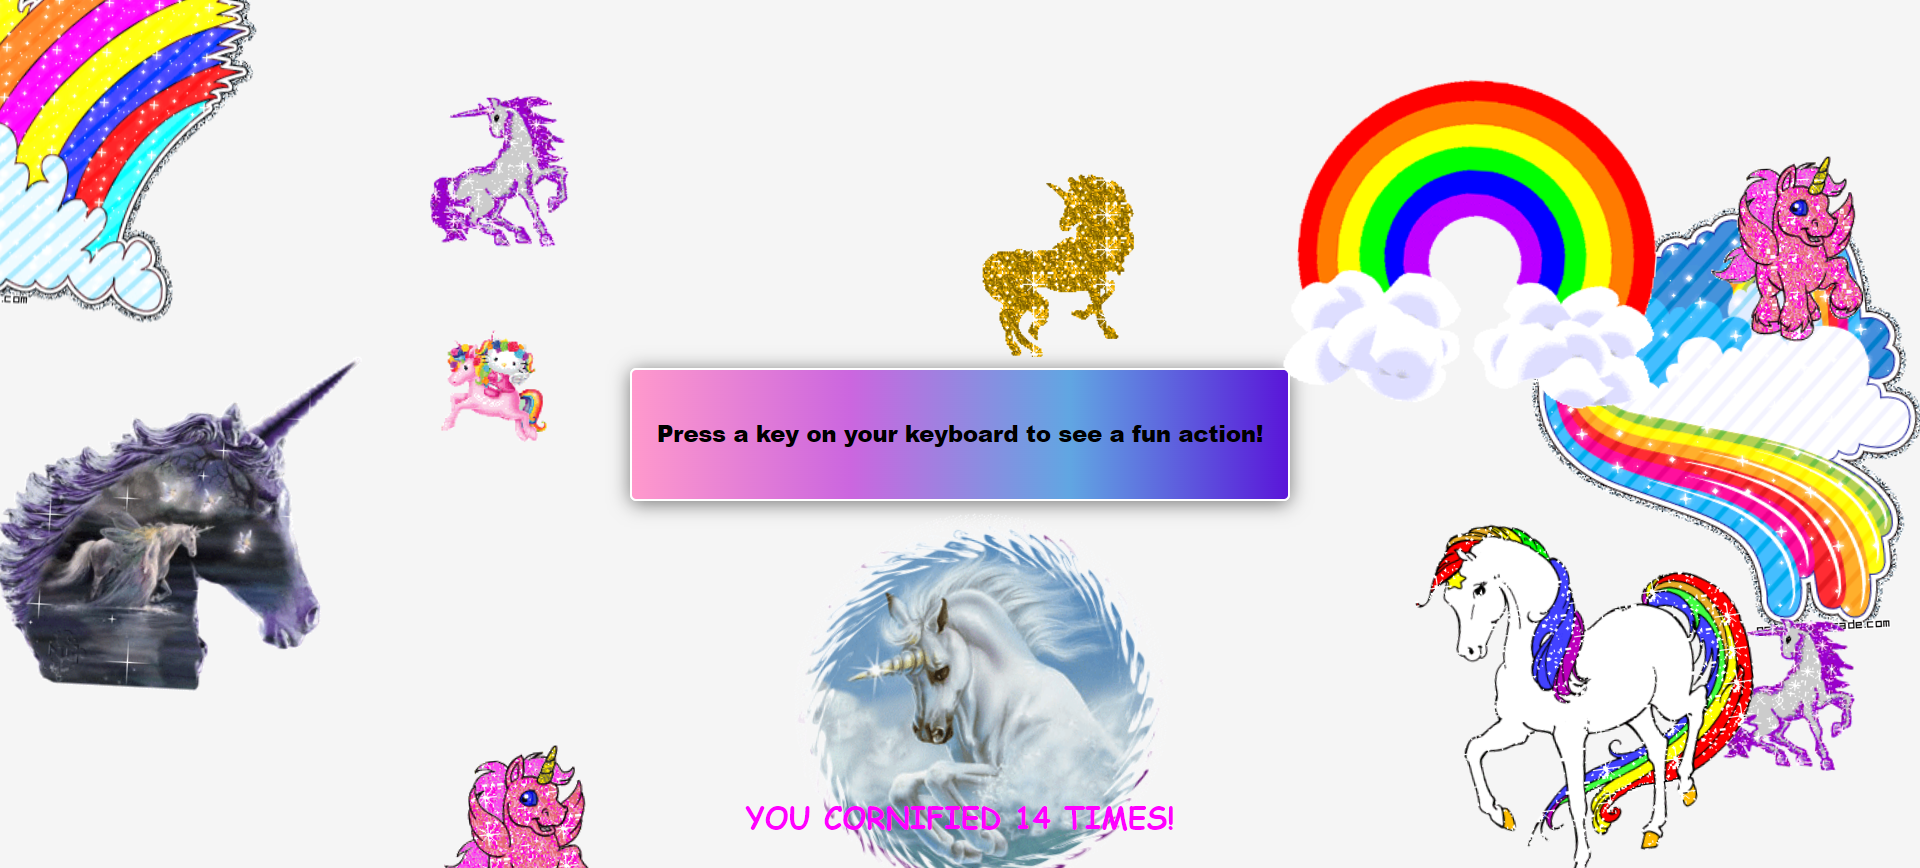 .com
Press a key on your keyboard to see a fun action!
ade.com
YOU CORNIFIED 14 TIMES!